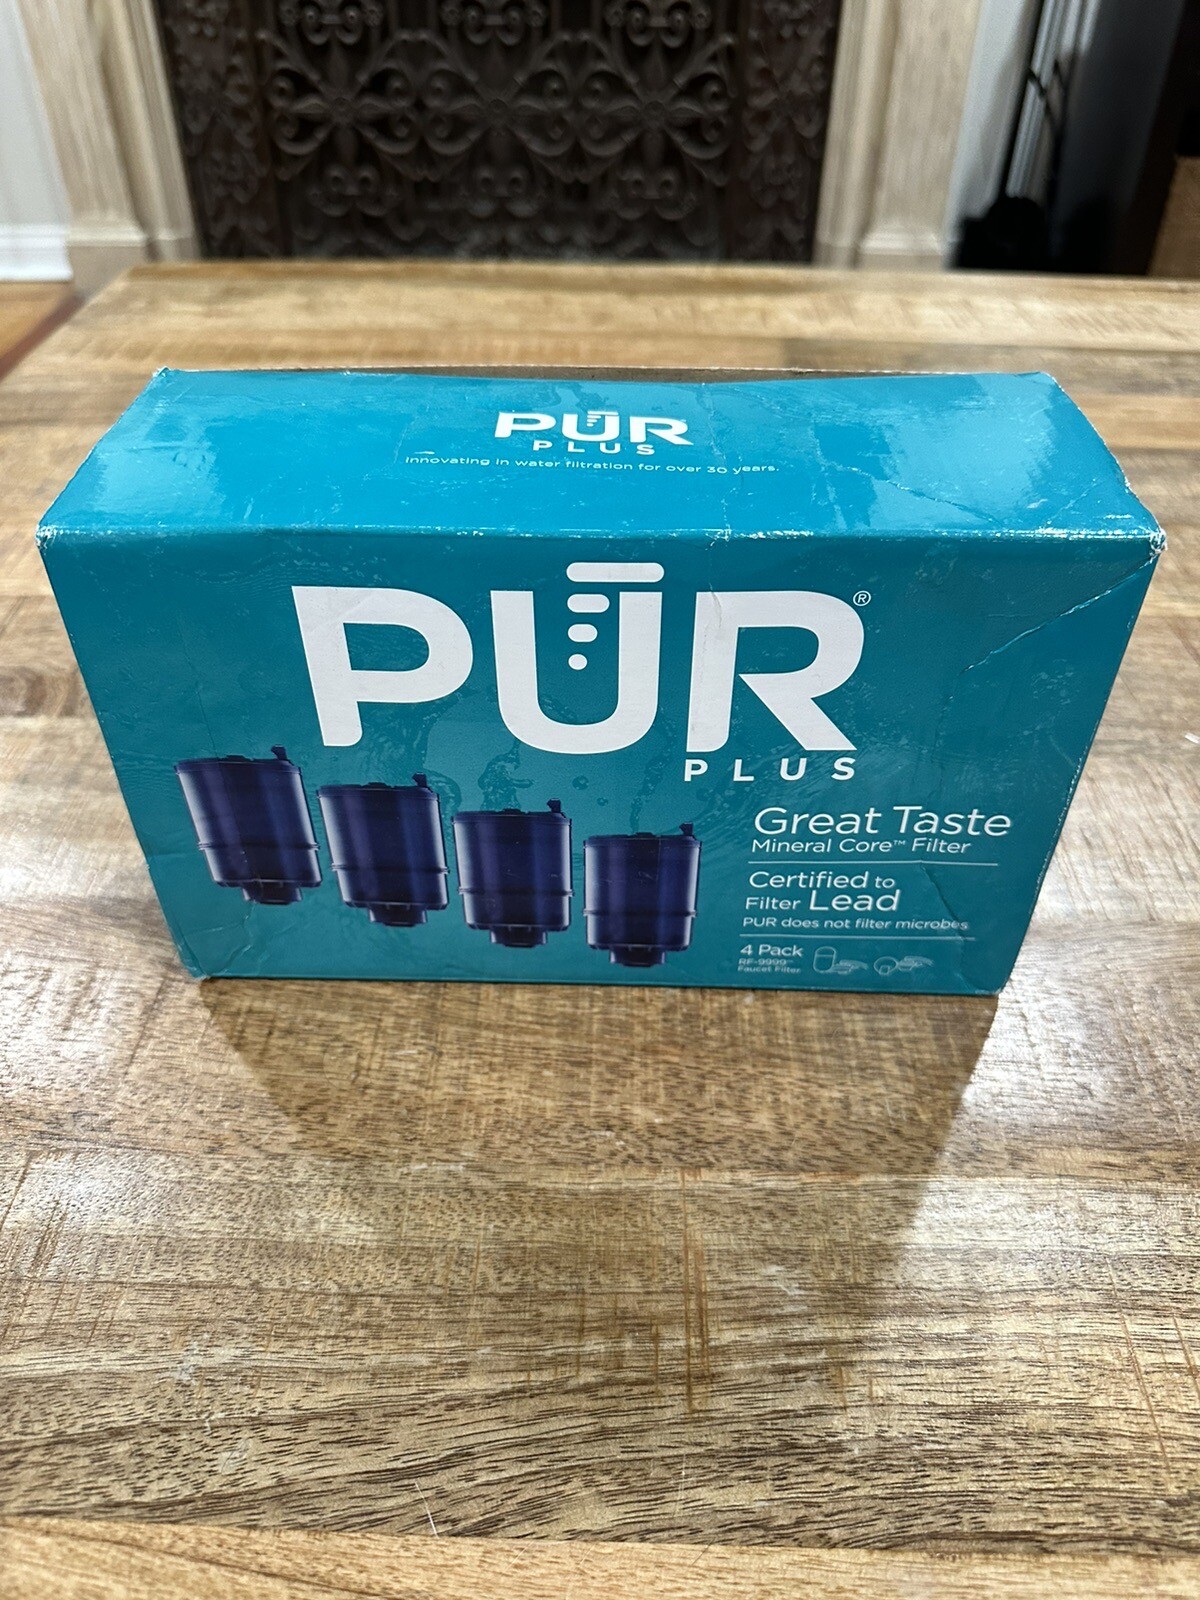 PUR
PLUS
Innovating in water filtration for over 30 years.
PUR®
PLUS
Great Taste
Mineral Core™ Filter
Certified to
Filter Lead
PUR does not filter microbes
4 Pack
RF-9999™
Faucet Filter